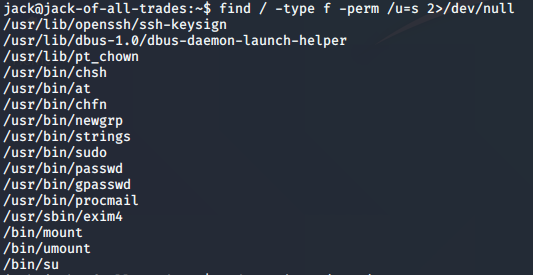 jack@jack-of-all-trades:~$ find / -type f -perm /u=s 2>/dev/null
/usr/lib/openssh/ssh-keysign
/usr/lib/dbus-1.0/dbus-daemon-launch-helper
/usr/lib/pt_chown
/usr/bin/chsh
/usr/bin/at
/usr/bin/chfn
/usr/bin/newgrp
/usr/bin/strings
/usr/bin/sudo
/usr/bin/passwd
/usr/bin/gpasswd
/usr/bin/procmail
/usr/sbin/exim4
/bin/mount
/bin/umount
/bin/su